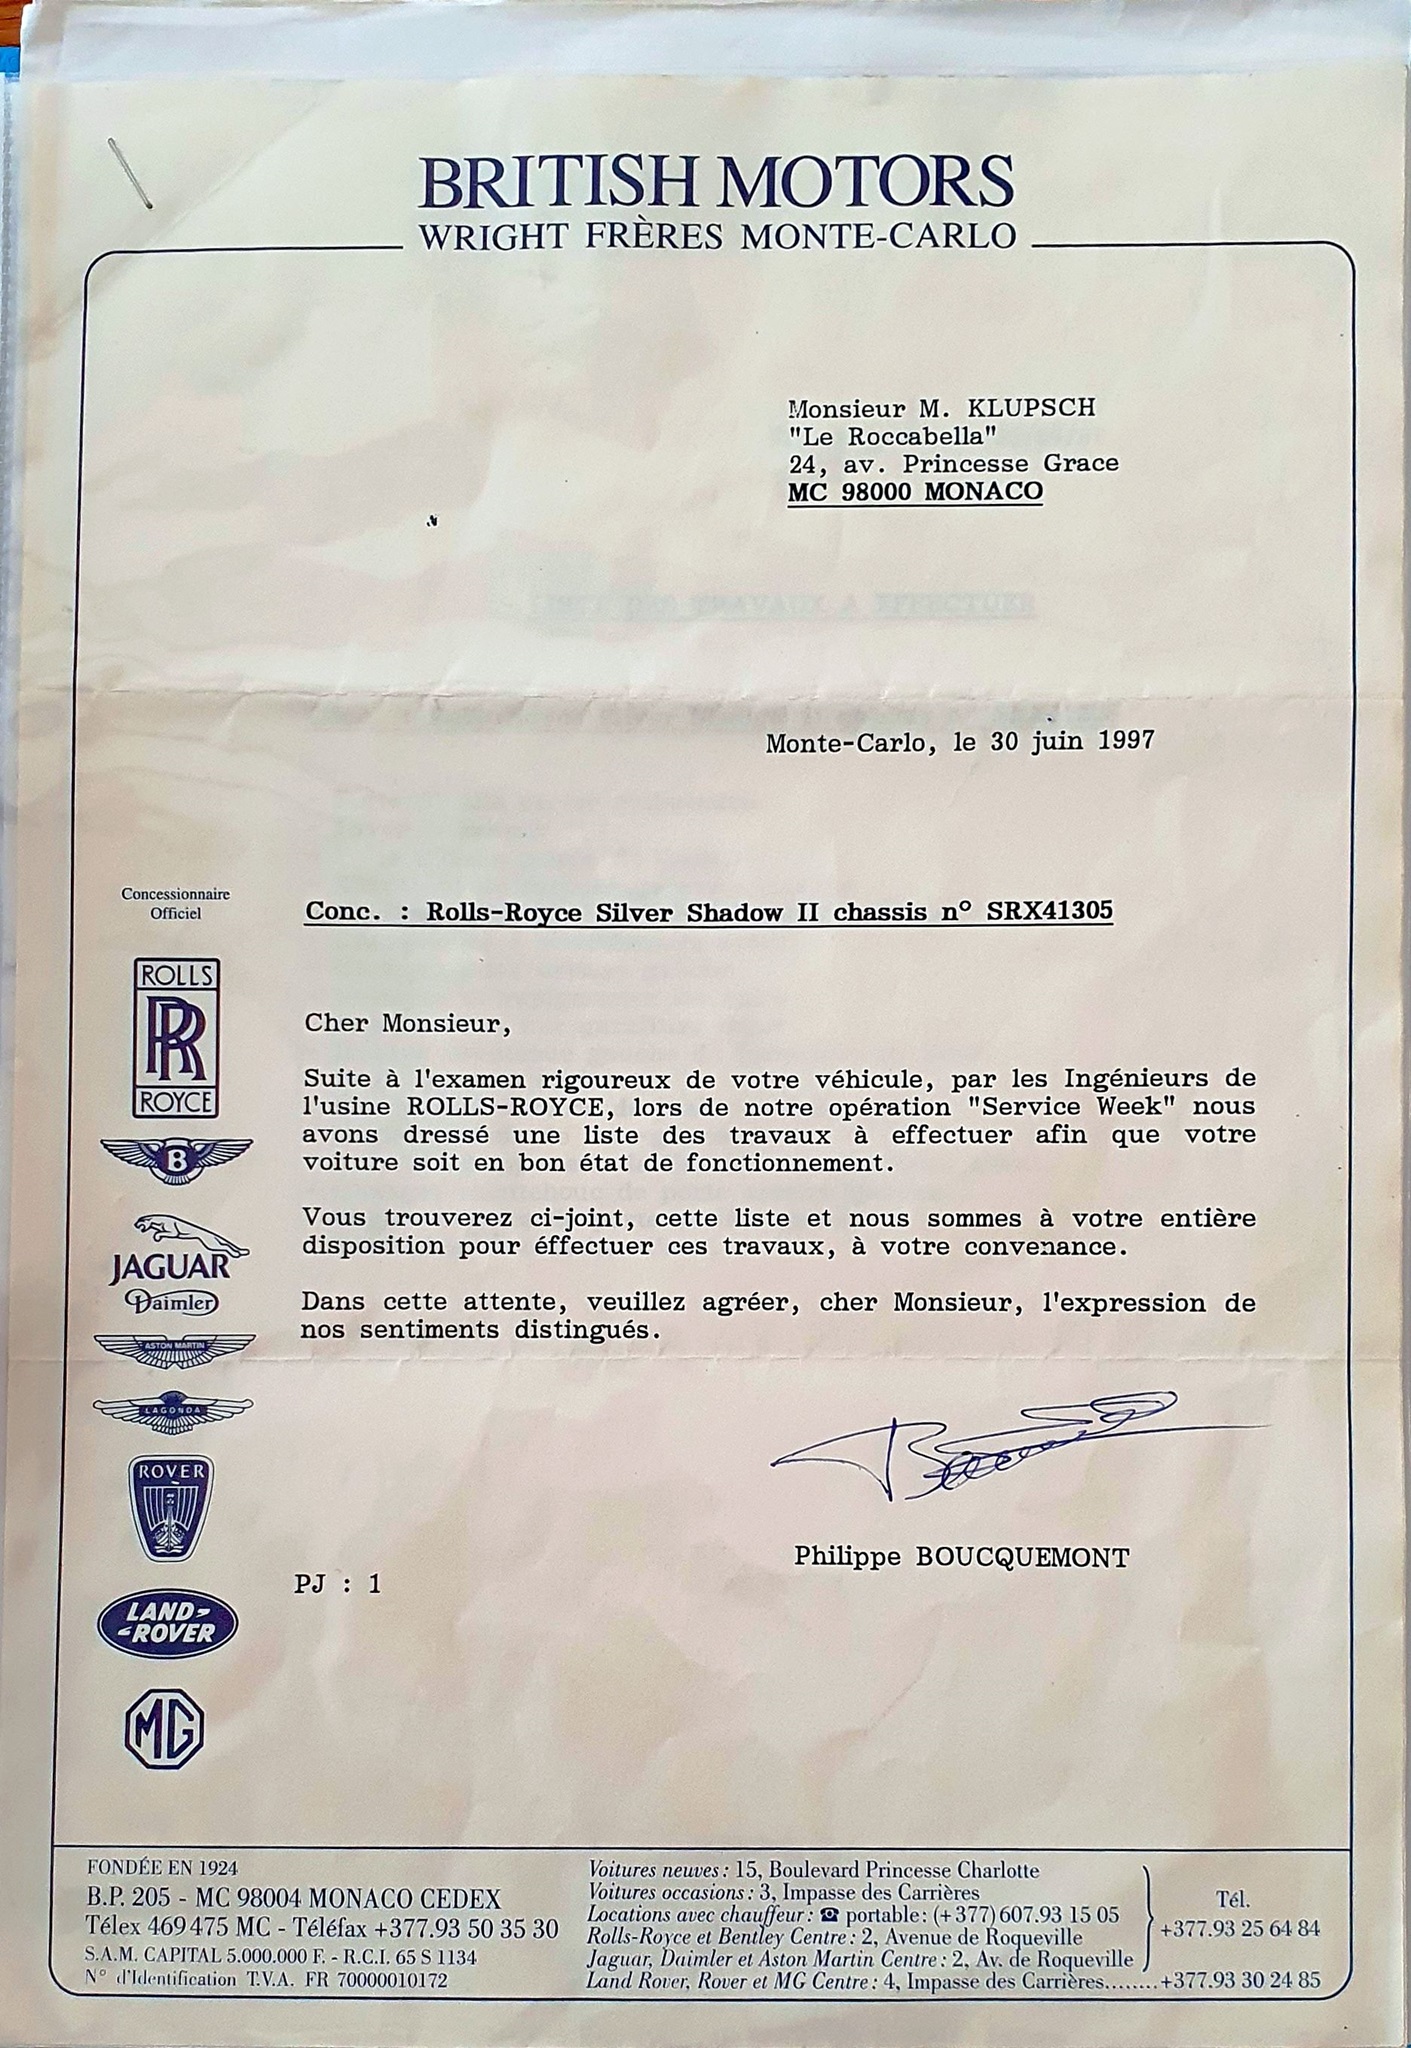 BRITISH MOTORS
WRIGHT FRÈRES MONTE-CARLO
Monsieur M. KLUPSCH
"Le Roccabella"
24, av. Princesse Grace
MC 98000 MONACO
Monte-Carlo, le 30 juin 1997
Concessionnaire
Officiel
Conc. : Rolls-Royce Silver Shadow II chassis n° SRX41305
ROLLS
RR
ROYCE
B
JAGUAR
Daimler
ASTON MARTIN
LAGONDA
ROVER
LAND-
-ROVER
MG
Cher Monsieur,
Suite à l'examen rigoureux de votre véhicule, par les Ingénieurs de
l'usine ROLLS-ROYCE, lors de notre opération "Service Week" nous
avons dressé une liste des travaux à effectuer afin que votre
voiture soit en bon état de fonctionnement.
Vous trouverez ci-joint, cette liste et nous sommes à votre entière
disposition pour éffectuer ces travaux, à votre convenance.
Dans cette attente, veuillez agréer, cher Monsieur, l'expression de
nos sentiments distingués.
Philippe BOUCQUEMONT
PJ : 1
FONDÉE EN 1924
B.P. 205 - MC 98004 MONACO CEDEX
Télex 469 475 MC - Téléfax +377.93 50 35 30
S.A.M. CAPITAL 5.000.000 F. - R.C.I. 65 S 1134
N° d'Identification T.V.A. FR 70000010172
Voitures neuves : 15, Boulevard Princesse Charlotte
Voitures occasions : 3, Impasse des Carrières
Locations avec chauffeur : ☎ portable : (+377) 607.93 15 05
Rolls-Royce et Bentley Centre : 2, Avenue de Roqueville
Jaguar, Daimler et Aston Martin Centre : 2, Av. de Roqueville
Tél.
+377.93 25 64 84
Land Rover, Rover et MG Centre : 4, Impasse des Carrières........+377.93 30 24 85